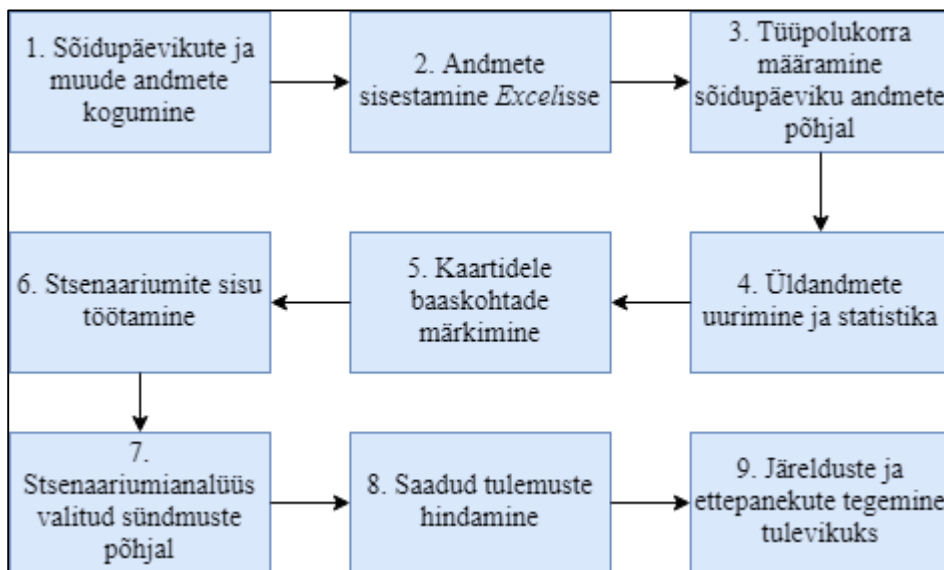 1. Sõidupäevikute ja
muude andmete
kogumine
2. Andmete
sisestamine Excelisse
3. Tüüpolukorra
määramine
sõidupäeviku andmete
põhjal
4. Üldandmete
uurimine ja statistika
5. Kaartidele
baaskohtade
märkimine
6. Stsenaariumite sisu
töötamine
7.
Stsenaariumianalüüs
valitud sündmuste
põhjal
8. Saadud tulemuste
hindamine
9. Järelduste ja
ettepanekute tegemine
tulevikuks